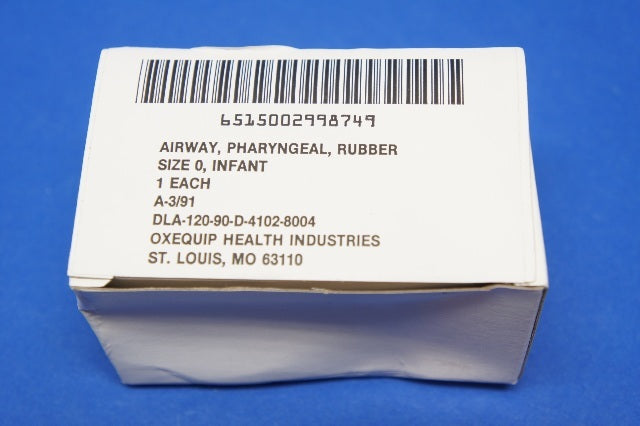 6515002998749
AIRWAY, PHARYNGEAL, RUBBER
SIZE 0, INFANT
1 EACH
A-3/91
DLA-120-90-D-4102-8004
OXEQUIP HEALTH INDUSTRIES
ST. LOUIS, MO 63110